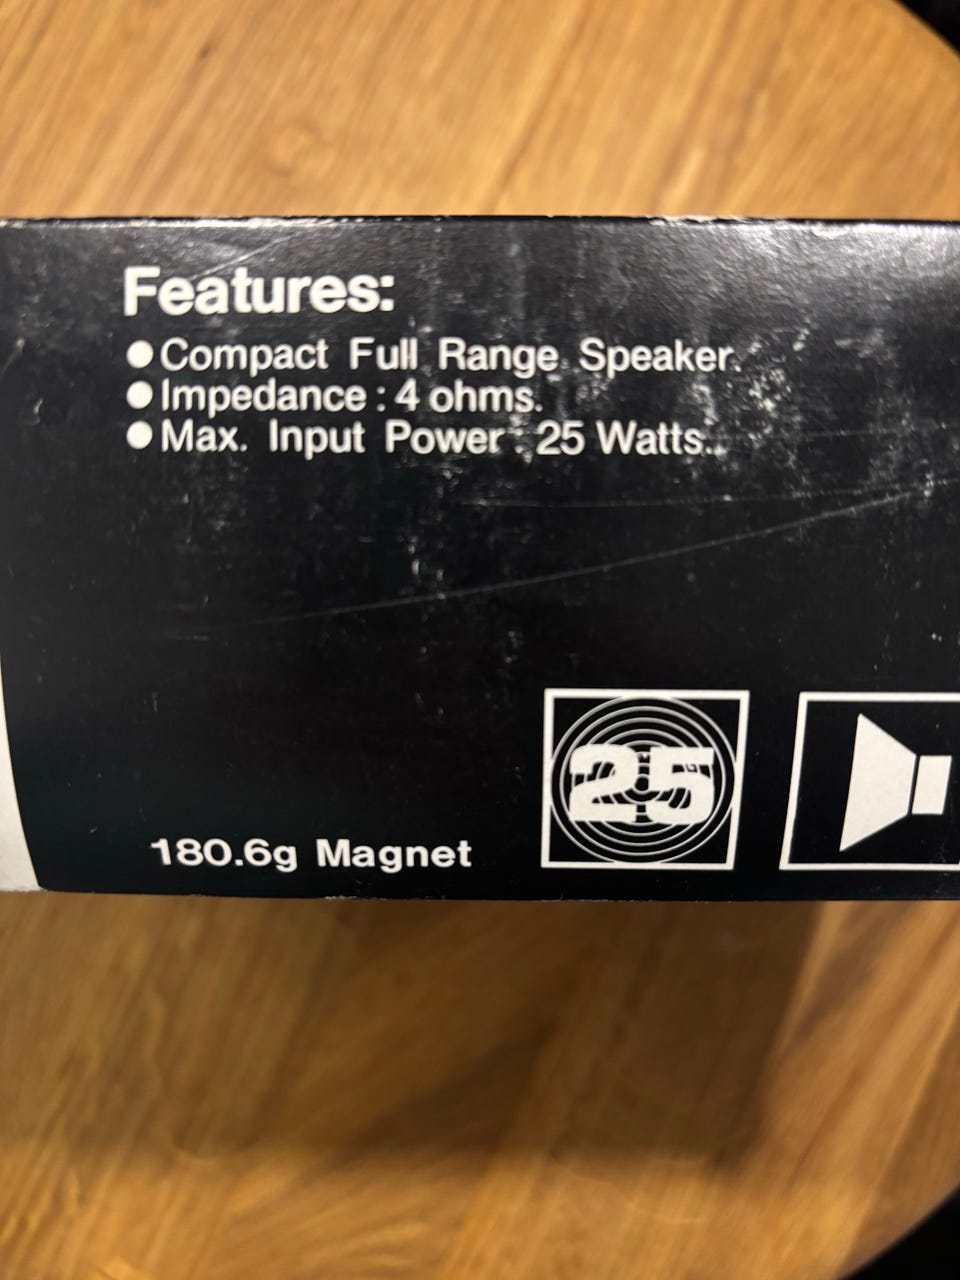 Features:
●Compact Full Range Speaker.
●Impedance : 4 ohms.
●Max. Input Power : 25 Watts.
25
180.6g Magnet